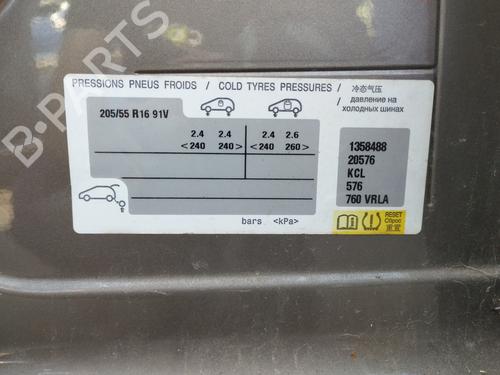 B-PARTS
PRESSIONS PNEUS FROIDS / COLD TYRES PRESSURES / 冷态气压
/ давление на
холодных шинах
205/55 R16 91V
2.4 2.4 2.4 2.6
<240 240> <240 260>
1358488
20576
KCL
576
760 VRLA
bars <kPa>
RESET
Сброс
重置
B-PARTS